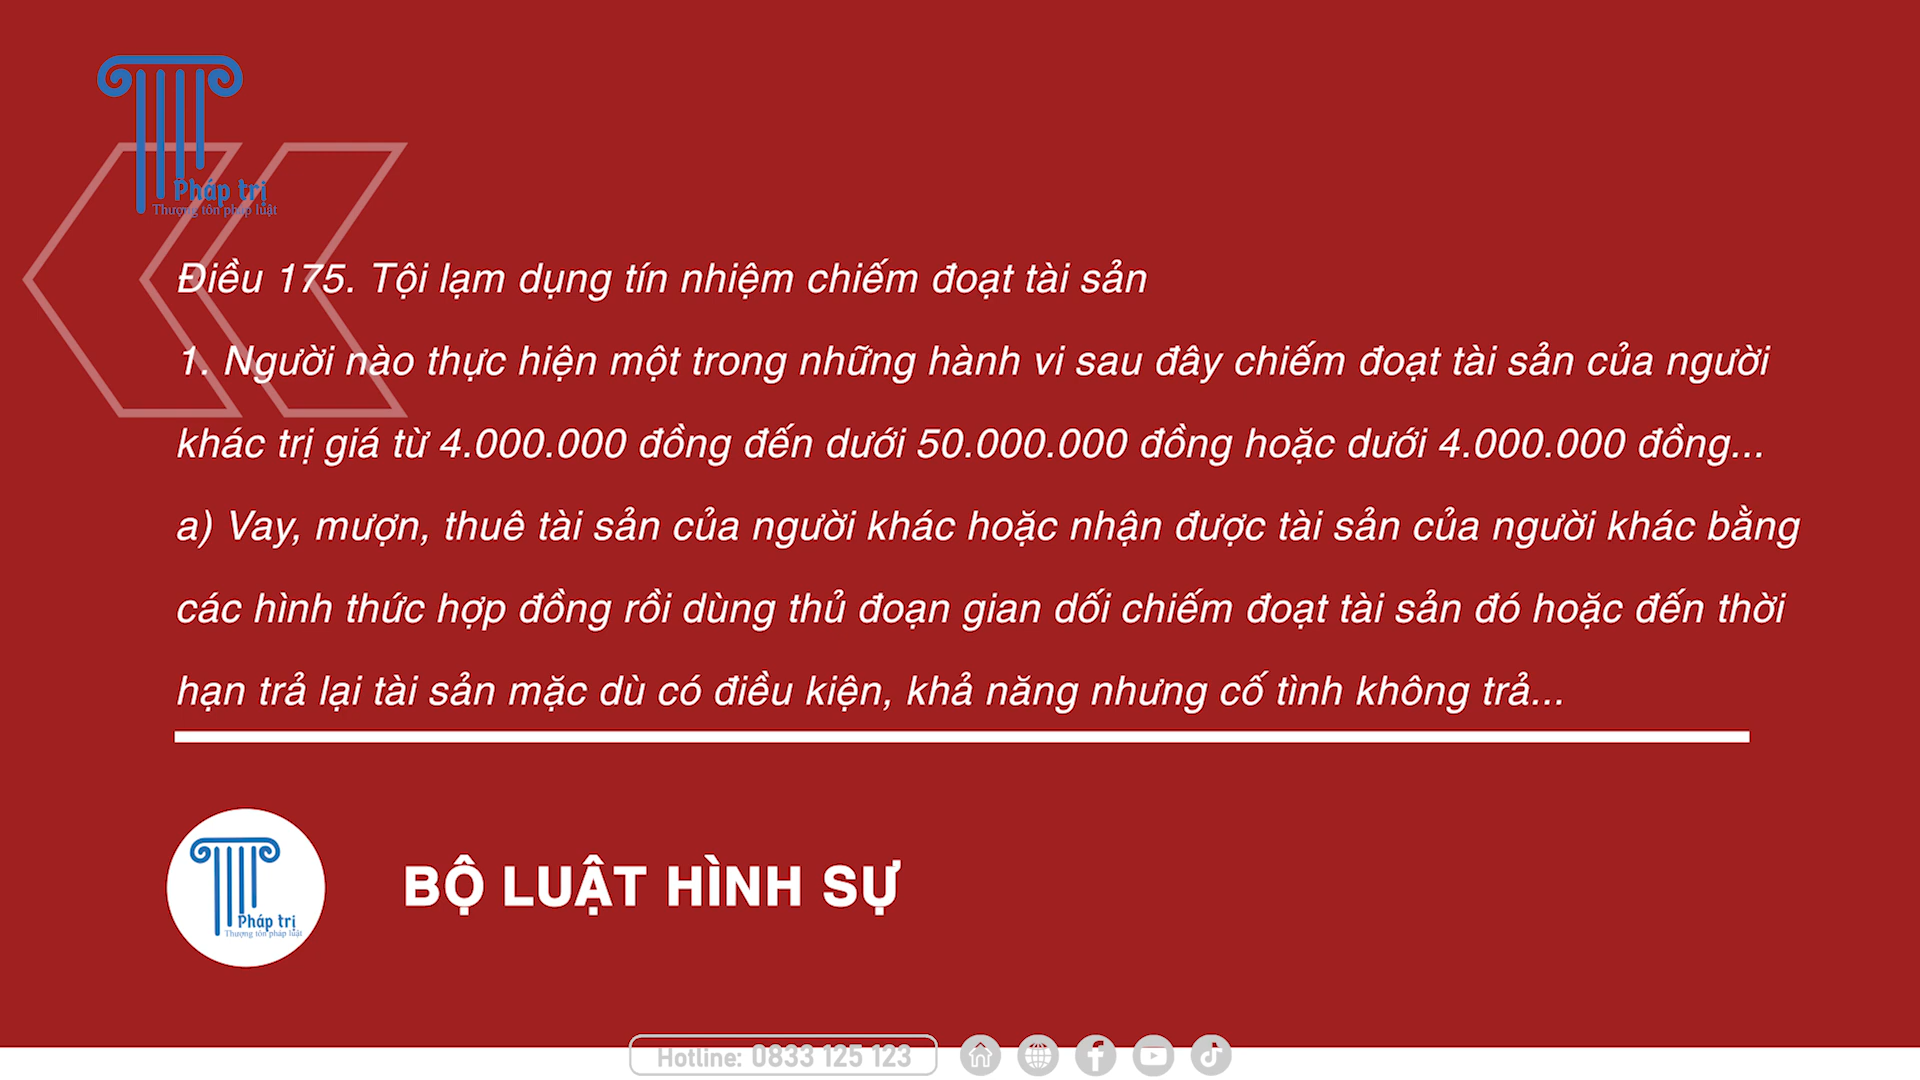 Pháp trị
Thượng tôn pháp luật
Điều 175. Tội lạm dụng tín nhiệm chiếm đoạt tài sản
1. Người nào thực hiện một trong những hành vi sau đây chiếm đoạt tài sản của người
khác trị giá từ 4.000.000 đồng đến dưới 50.000.000 đồng hoặc dưới 4.000.000 đồng...
a) Vay, mượn, thuê tài sản của người khác hoặc nhận được tài sản của người khác bằng
các hình thức hợp đồng rồi dùng thủ đoạn gian dối chiếm đoạt tài sản đó hoặc đến thời
hạn trả lại tài sản mặc dù có điều kiện, khả năng nhưng cố tình không trả...
Pháp trị
Thượng tôn pháp luật
BỘ LUẬT HÌNH SỰ
Hotline: 0833 125 123